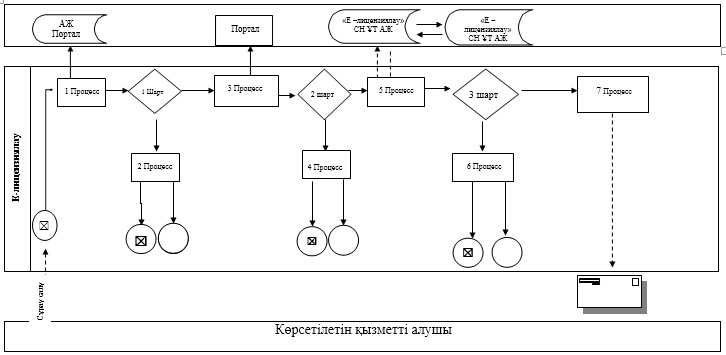 АЖ
Портал
Портал
«Е –лицензиялау»
СН ҰТ АЖ
«Е –
лицензиялау»
СН ҰТ АЖ
1 Процесс
1 Шарт
3 Процесс
2 шарт
5 Процесс
3 шарт
7 Процесс
2 Процесс
4 Процесс
6 Процесс
Е-лицензиялау
Сұрау салу
Көрсетілетін қызметті алушы